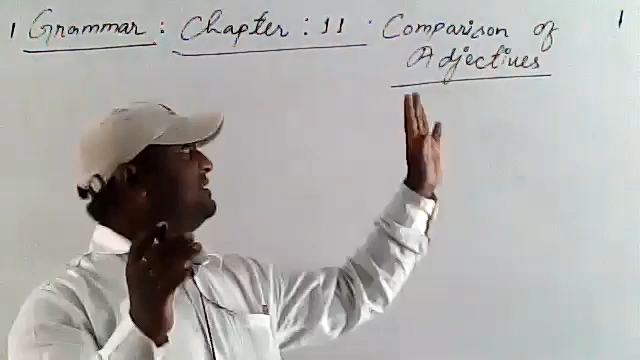 1 Grammar : Chapter : 11 . Comparison of 1
Adjectives